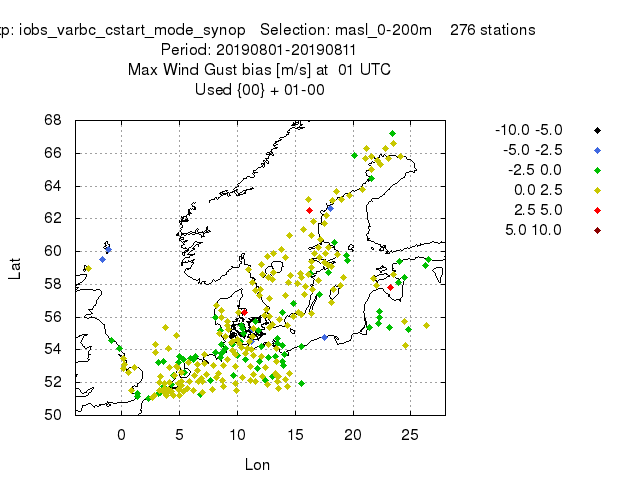 p: iobs_varbc_cstart_mode_synop Selection: masl_0-200m 276 stations
Period: 20190801-20190811
Max Wind Gust bias [m/s] at 01 UTC
Used {00} + 01-00
68
66
64
62
60
58
56
54
52
50
Lat
0 5 10 15 20 25
Lon
-10.0 -5.0
-5.0 -2.5
-2.5 0.0
0.0 2.5
2.5 5.0
5.0 10.0